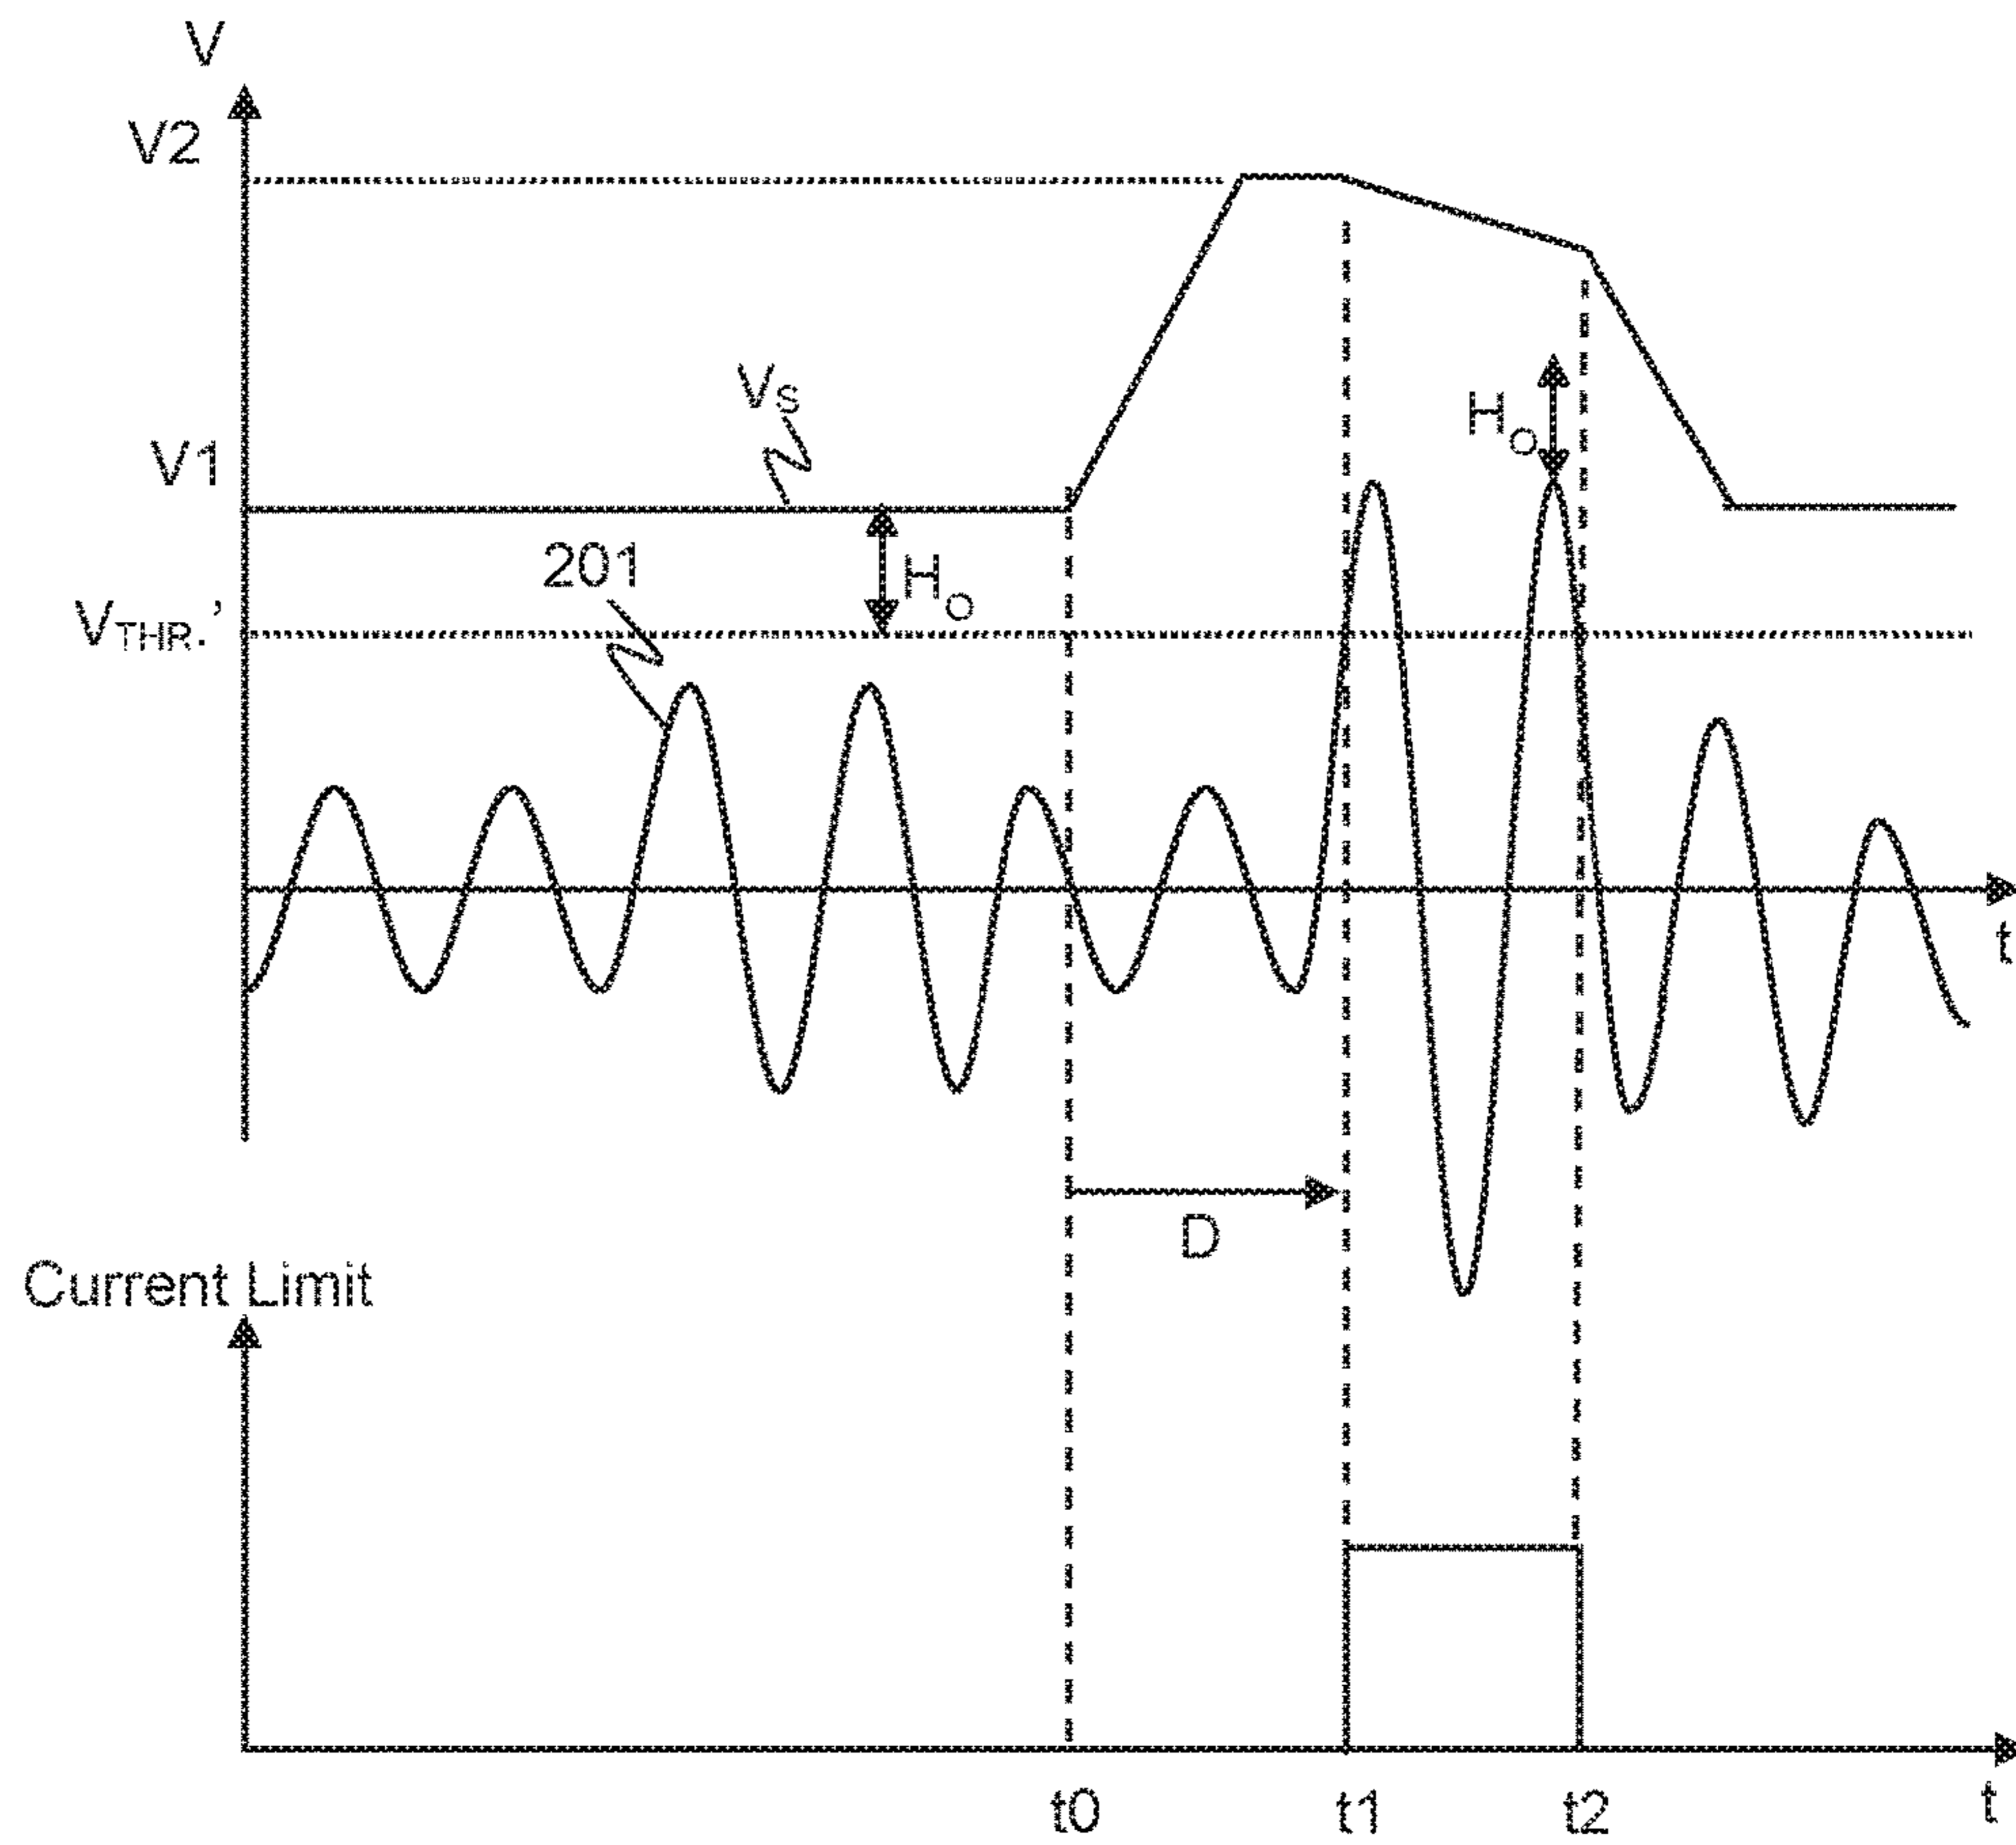 V
V2
VS
V1
HO
201
HO
VTHR.’
t
D
Current Limit
t0
t1
t2
t